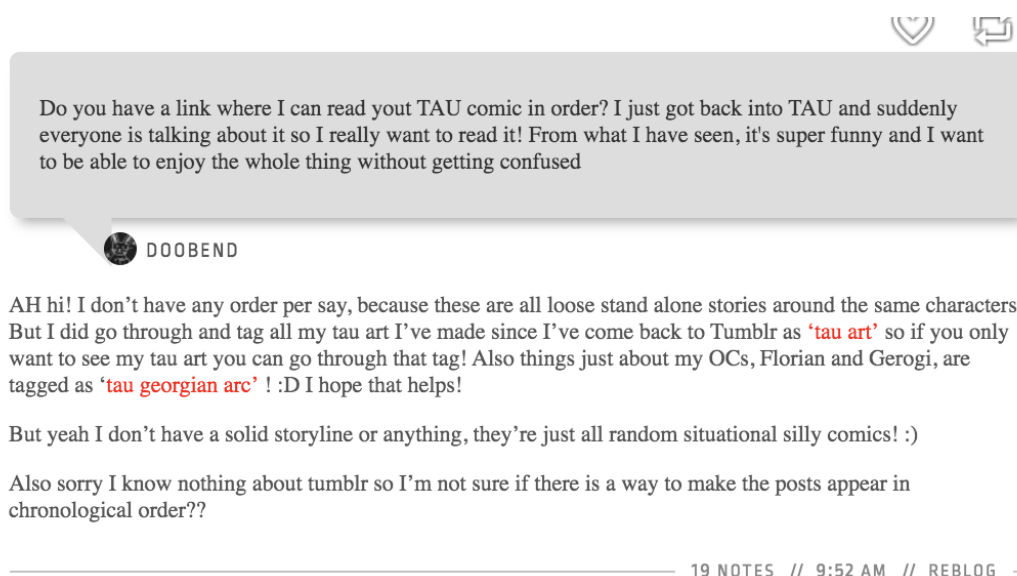 Do you have a link where I can read yout TAU comic in order? I just got back into TAU and suddenly
everyone is talking about it so I really want to read it! From what I have seen, it's super funny and I want
to be able to enjoy the whole thing without getting confused
DOOBEND
AH hi! I don’t have any order per say, because these are all loose stand alone stories around the same characters
But I did go through and tag all my tau art I’ve made since I’ve come back to Tumblr as ‘tau art’ so if you only
want to see my tau art you can go through that tag! Also things just about my OCs, Florian and Gerogi, are
tagged as ‘tau georgian arc’ ! :D I hope that helps!
But yeah I don’t have a solid storyline or anything, they’re just all random situational silly comics! :)
Also sorry I know nothing about tumblr so I’m not sure if there is a way to make the posts appear in
chronological order??
19 NOTES // 9:52 AM // REBLOG